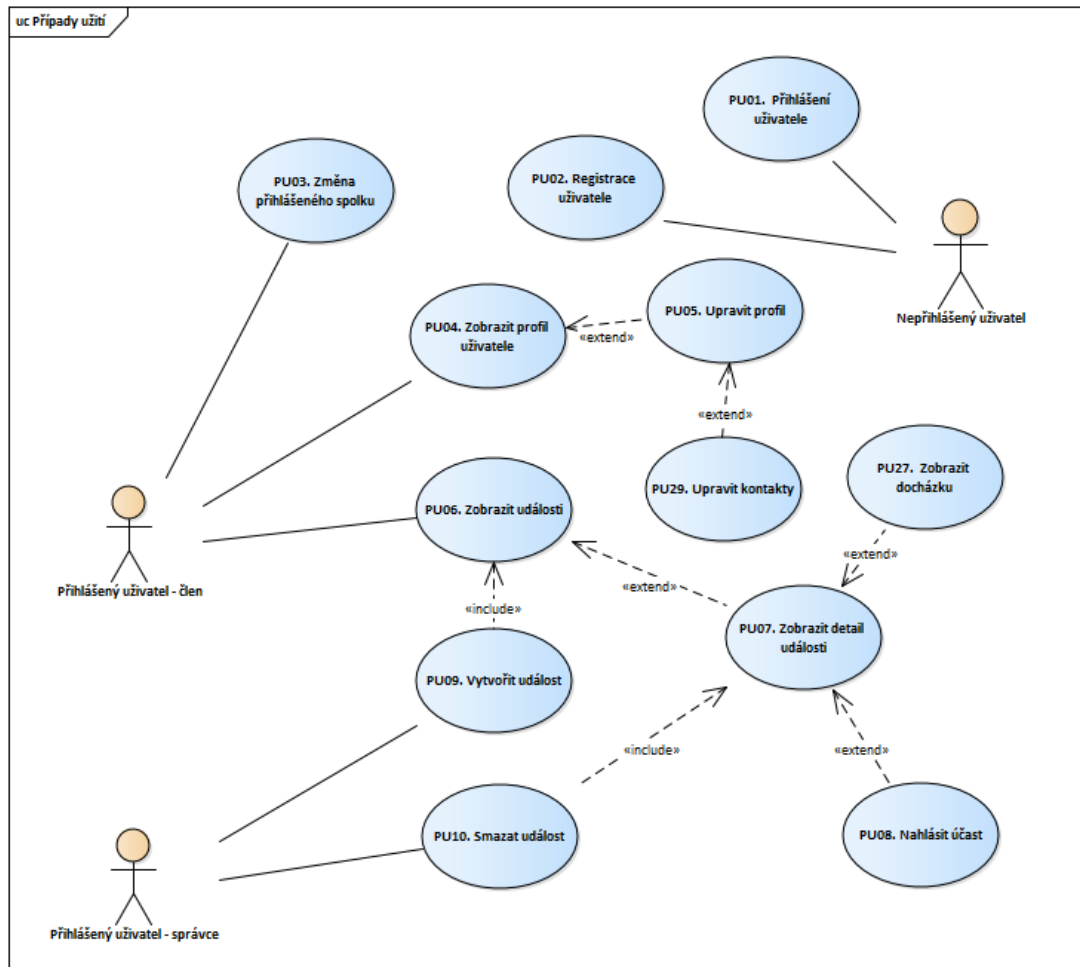 uc Případy užití
PU01.  Přihlášení
uživatele
PU02. Registrace
uživatele
PU03. Změna
přihlášeného spolku
Nepřihlášený uživatel
PU04. Zobrazit profil
uživatele
«extend»
PU05. Upravit profil
«extend»
PU29. Upravit kontakty
PU27.  Zobrazit
docházku
PU06. Zobrazit události
«extend»
«extend»
Přihlášený uživatel - člen
«include»
PU07. Zobrazit detail
události
PU09. Vytvořit událost
«include»
«extend»
PU10. Smazat událost
PU08. Nahlásit účast
Přihlášený uživatel - správce